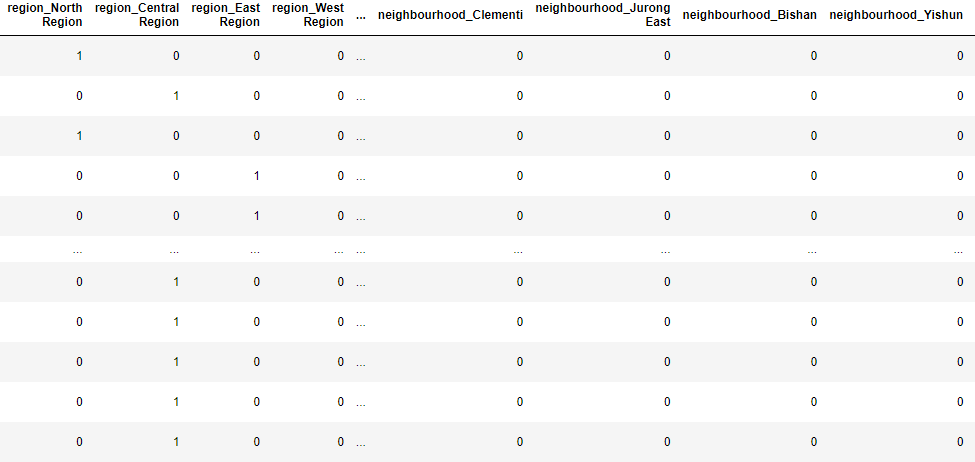 region_North Region region_Central Region region_East Region region_West Region ... neighbourhood_Clementi neighbourhood_Jurong East neighbourhood_Bishan neighbourhood_Yishun
1 0 0 0 ... 0 0 0 0
0 1 0 0 ... 0 0 0 0
1 0 0 0 ... 0 0 0 0
0 0 1 0 ... 0 0 0 0
0 0 1 0 ... 0 0 0 0
... ... ... ... ... ... ... ... ...
0 1 0 0 ... 0 0 0 0
0 1 0 0 ... 0 0 0 0
0 1 0 0 ... 0 0 0 0
0 1 0 0 ... 0 0 0 0
0 1 0 0 ... 0 0 0 0